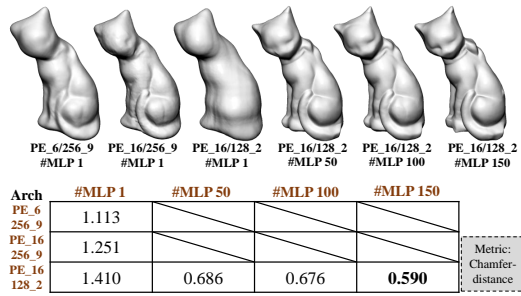 PE_6/256_9 PE_16/256_9 PE_16/128_2 PE_16/128_2 PE_16/128_2 PE_16/128_2
#MLP 1 #MLP 1 #MLP 1 #MLP 50 #MLP 100 #MLP 150
Arch #MLP 1 #MLP 50 #MLP 100 #MLP 150
PE_6
256_9 1.113
PE_16
256_9 1.251
PE_16
128_2 1.410 0.686 0.676 0.590
Metric:
Chamfer-
distance